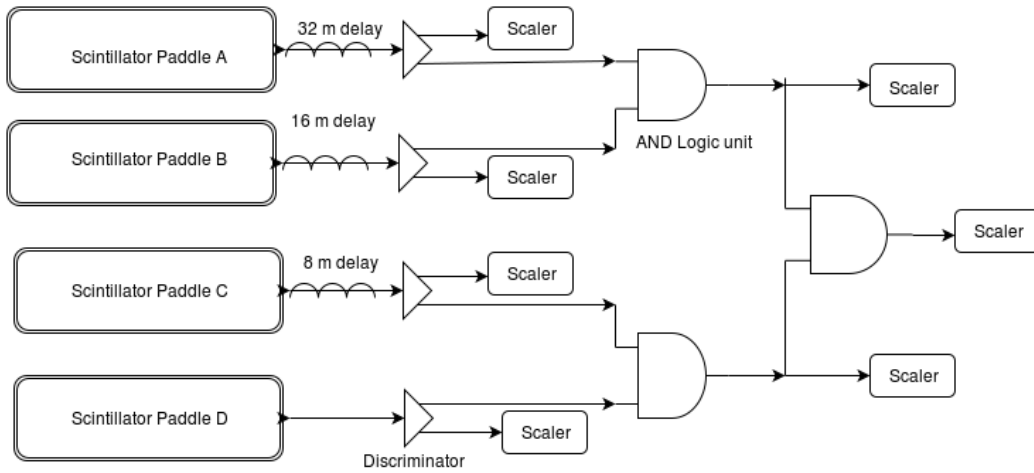 32 m delay
Scaler
Scintillator Paddle A
Scaler
16 m delay
AND Logic unit
Scintillator Paddle B
Scaler
Scaler
8 m delay
Scaler
Scintillator Paddle C
Scaler
Scintillator Paddle D
Scaler
Discriminator